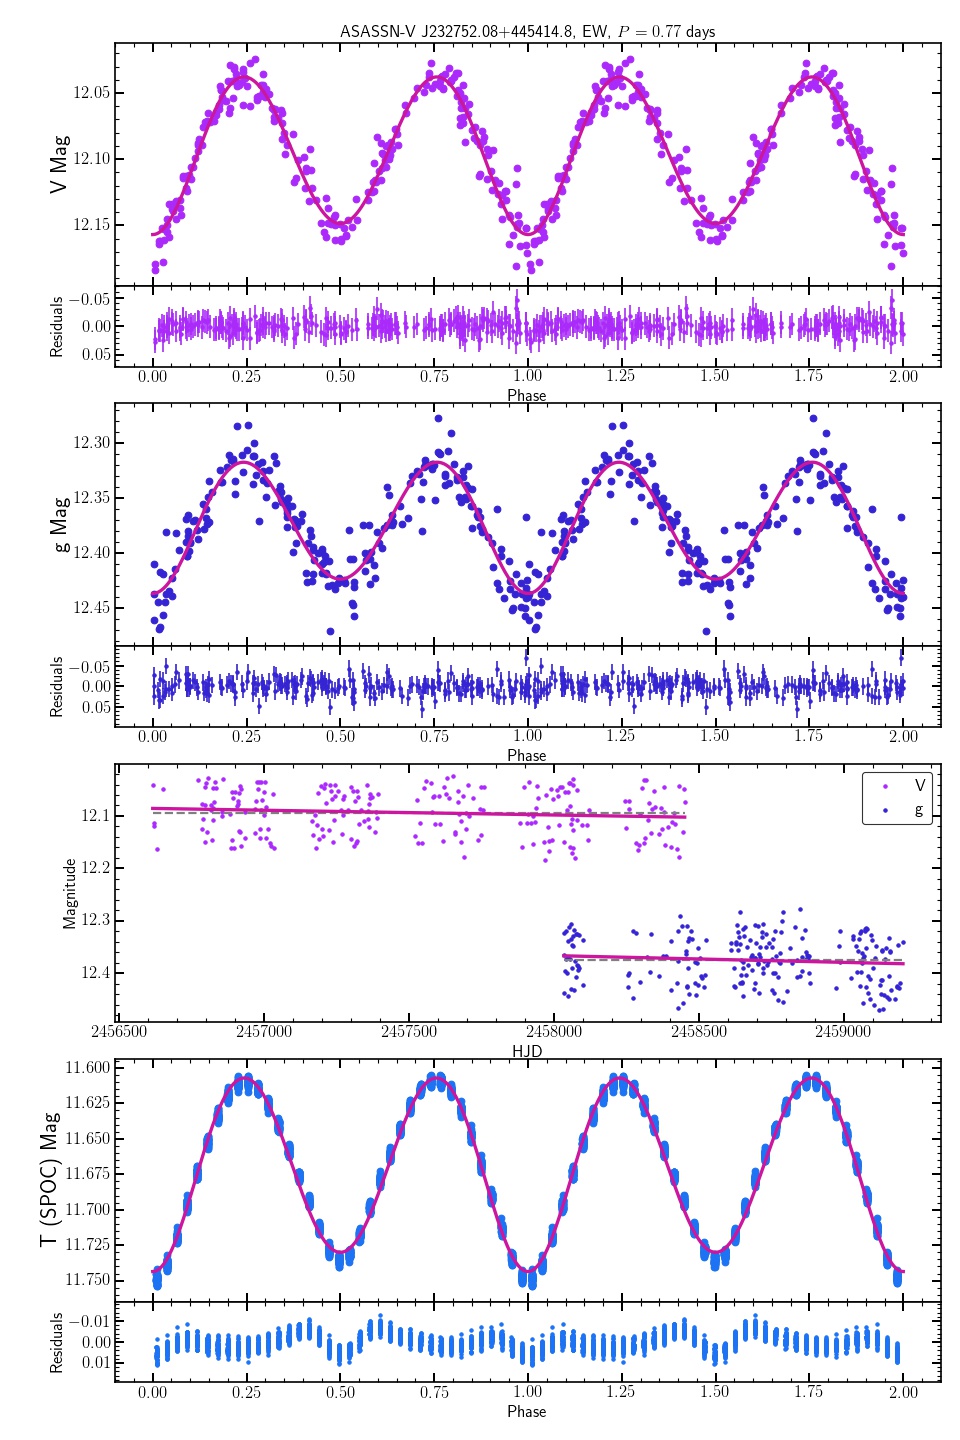 ASASSN-V J232752.08+445414.8, EW, P = 0.77 days
V Mag
12.05
12.10
12.15
Residuals
−0.05
0.00
0.05
0.00 0.25 0.50 0.75 1.00 1.25 1.50 1.75 2.00
Phase
g Mag
12.30
12.35
12.40
12.45
Residuals
−0.05
0.00
0.05
0.00 0.25 0.50 0.75 1.00 1.25 1.50 1.75 2.00
Phase
Magnitude
12.1
12.2
12.3
12.4
V
g
2456500 2457000 2457500 2458000 2458500 2459000
HJD
T (SPOC) Mag
11.600
11.625
11.650
11.675
11.700
11.725
11.750
Residuals
−0.01
0.00
0.01
0.00 0.25 0.50 0.75 1.00 1.25 1.50 1.75 2.00
Phase